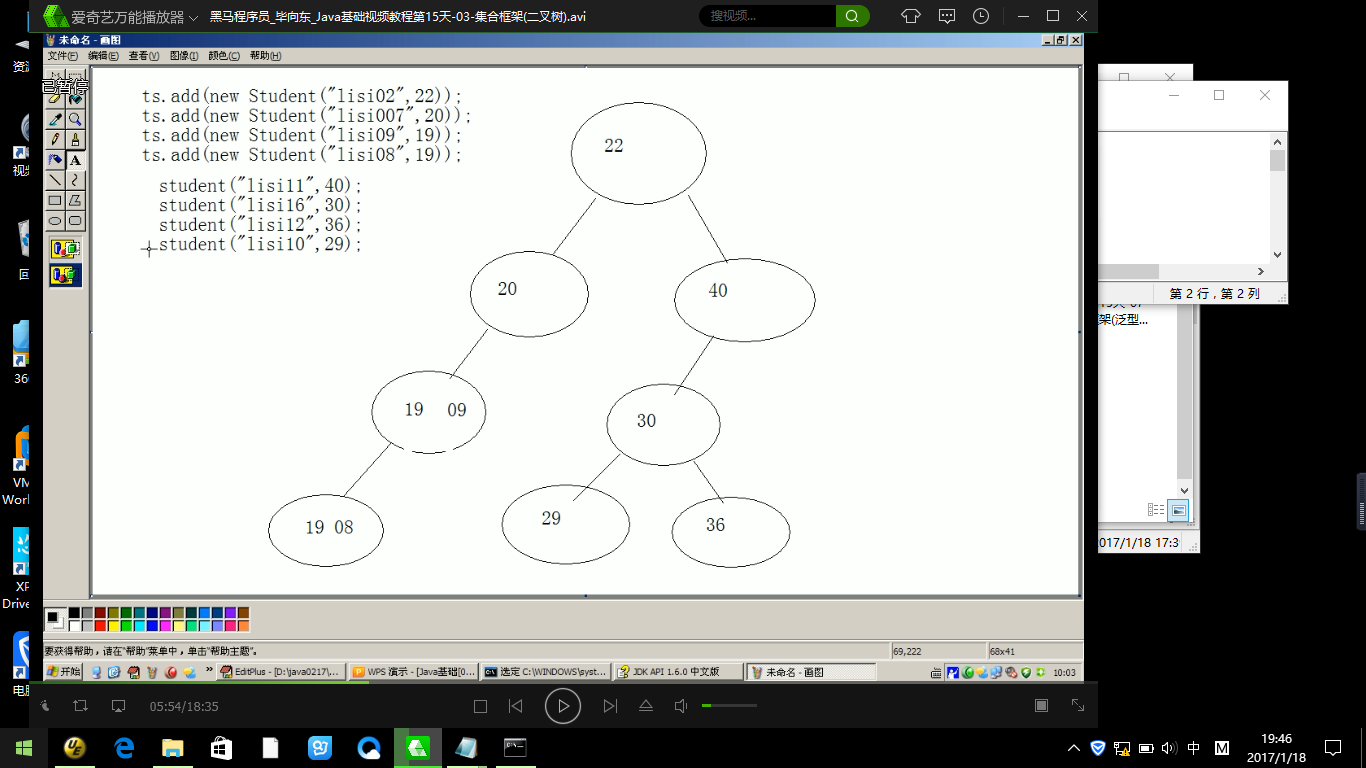 爱奇艺万能播放器
黑马程序员_毕向东_Java基础视频教程第15天-03-集合框架(二叉树).avi
搜视频...
未命名 - 画图
文件(F) 编辑(E) 查看(V) 图像(I) 颜色(C) 帮助(H)
已暂停
ts.add(new Student("lisi02",22));
ts.add(new Student("lisi007",20));
ts.add(new Student("lisi09",19));
ts.add(new Student("lisi08",19));
student("lisi11",40);
student("lisi16",30);
student("lisi12",36);
student("lisi10",29);
22
20
40
19 09
30
19 08
29
36
第 2 行，第 2 列
架(泛型...
2017/1/18 17:3
要获得帮助，请在“帮助”菜单中，单击“帮助主题”。
69,222
68x41
开始
EditPlus - [D:\java0217\...
WPS 演示 - [Java基础[0...
选定 C:\WINDOWS\syst...
JDK API 1.6.0 中文版
未命名 - 画图
10:03
05:54/18:35
资
视
回
36
VM
Work
XF
Drive
电
中
M
19:46
2017/1/18